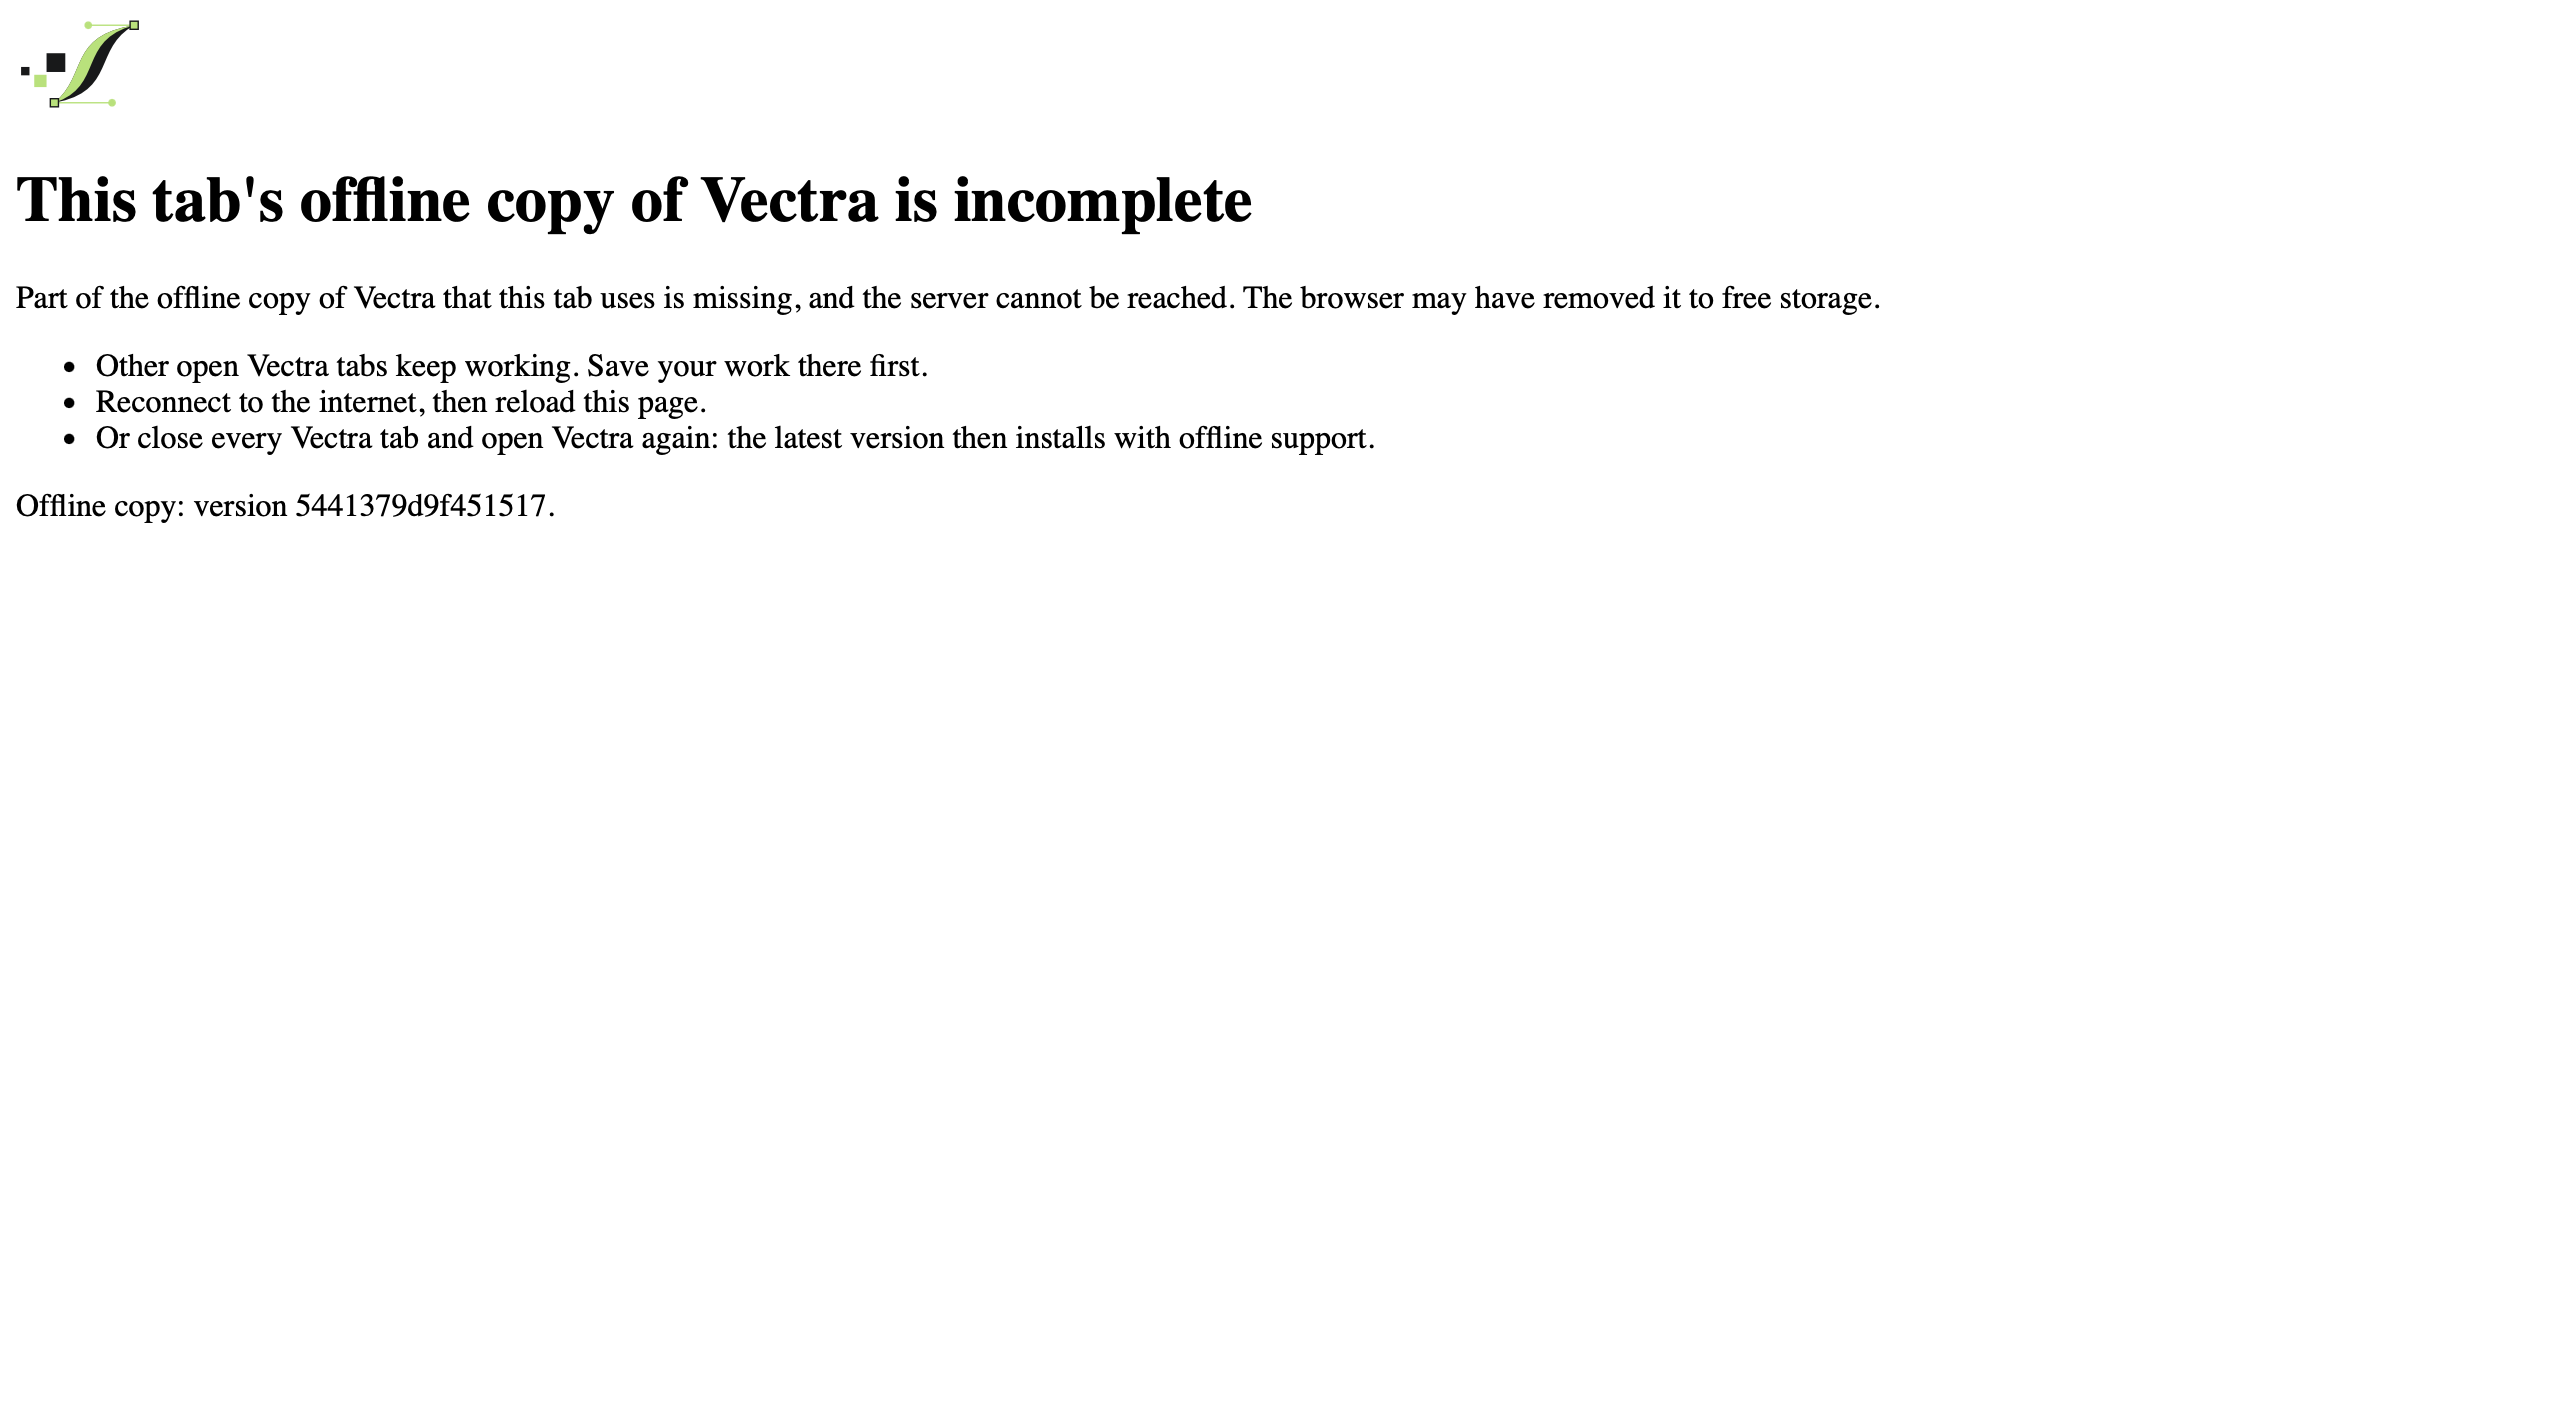 This tab's offline copy of Vectra is incomplete
Part of the offline copy of Vectra that this tab uses is missing, and the server cannot be reached. The browser may have removed it to free storage.
• Other open Vectra tabs keep working. Save your work there first.
• Reconnect to the internet, then reload this page.
• Or close every Vectra tab and open Vectra again: the latest version then installs with offline support.
Offline copy: version 5441379d9f451517.